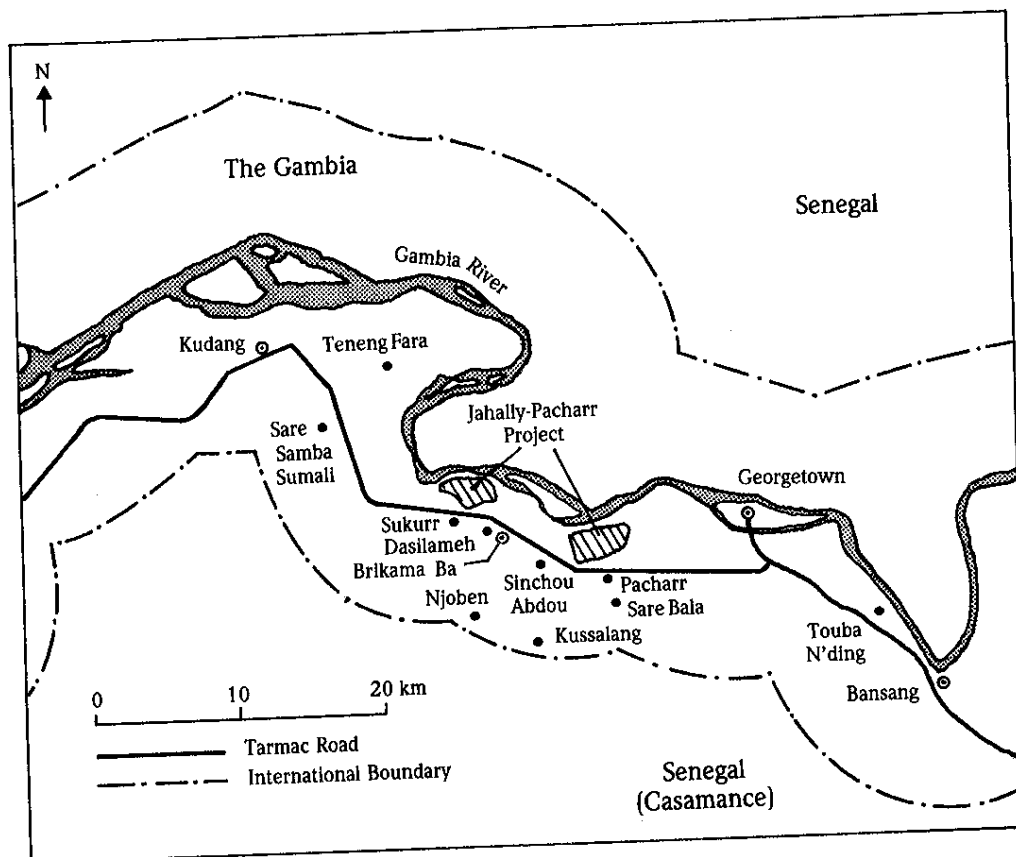 N
The Gambia
Senegal
Gambia River
Kudang
Teneng Fara
Jahally-Pacharr
Project
Sare
Samba
Sumali
Georgetown
Sukurr
Dasilameh
Brikama Ba
Sinchou
Abdou
Pacharr
Sare Bala
Njoben
Kussalang
Touba
N'ding
Bansang
0 10 20 km
Tarmac Road
International Boundary
Senegal
(Casamance)